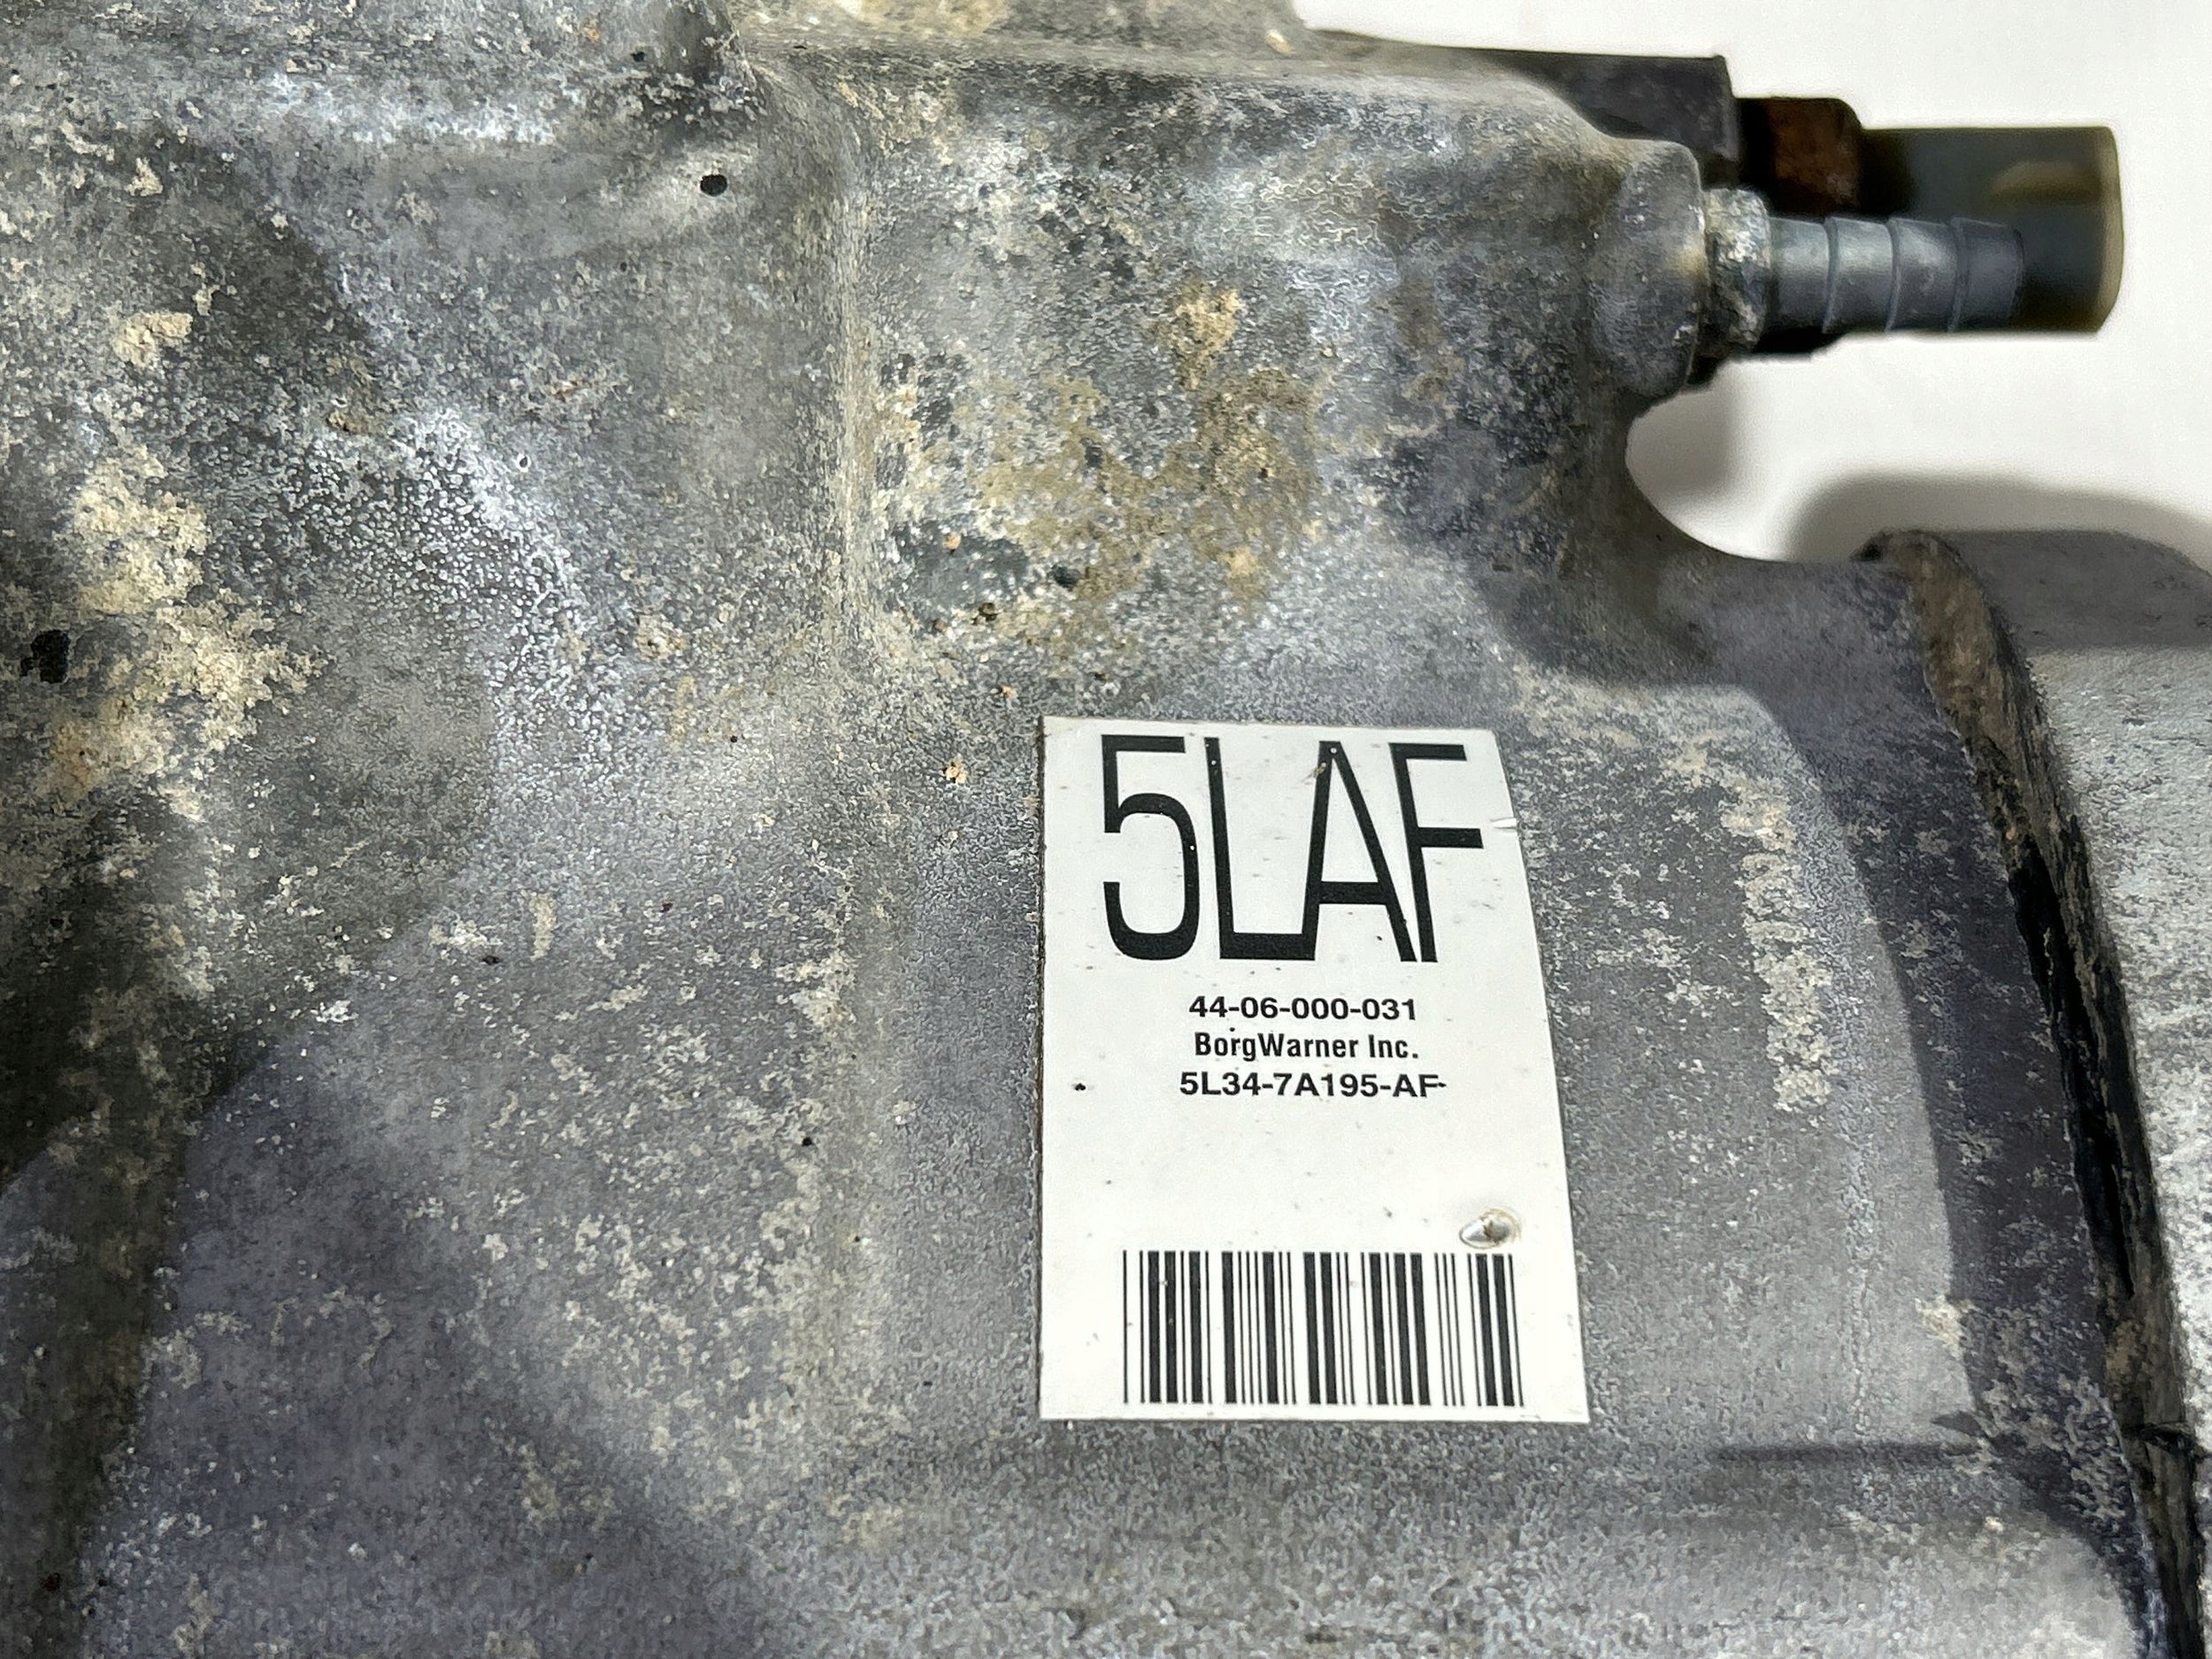 5LAF
44-06-000-031
BorgWarner Inc.
5L34-7A195-AF